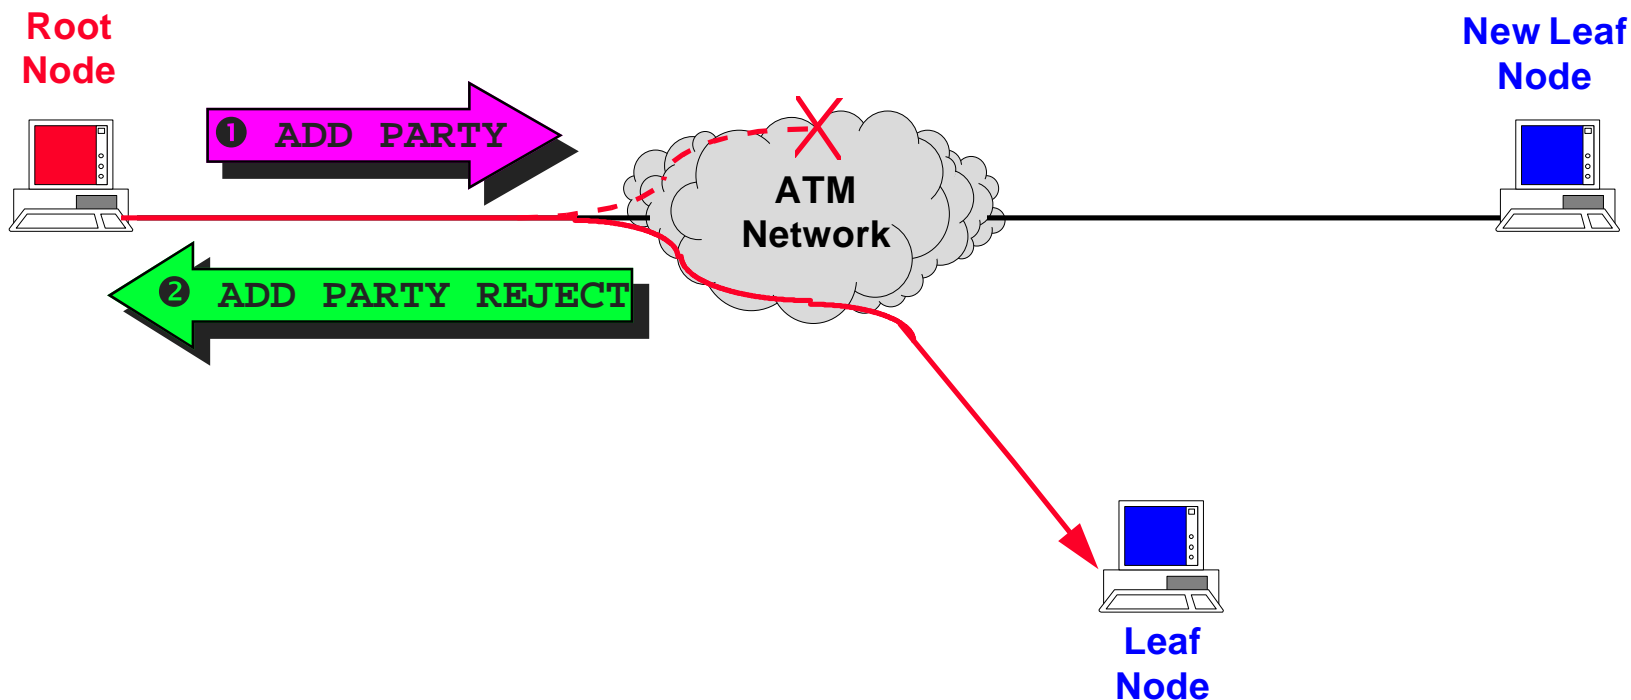 Root
Node
New Leaf
Node
❶ ADD PARTY
ATM
Network
❷ ADD PARTY REJECT
Leaf
Node